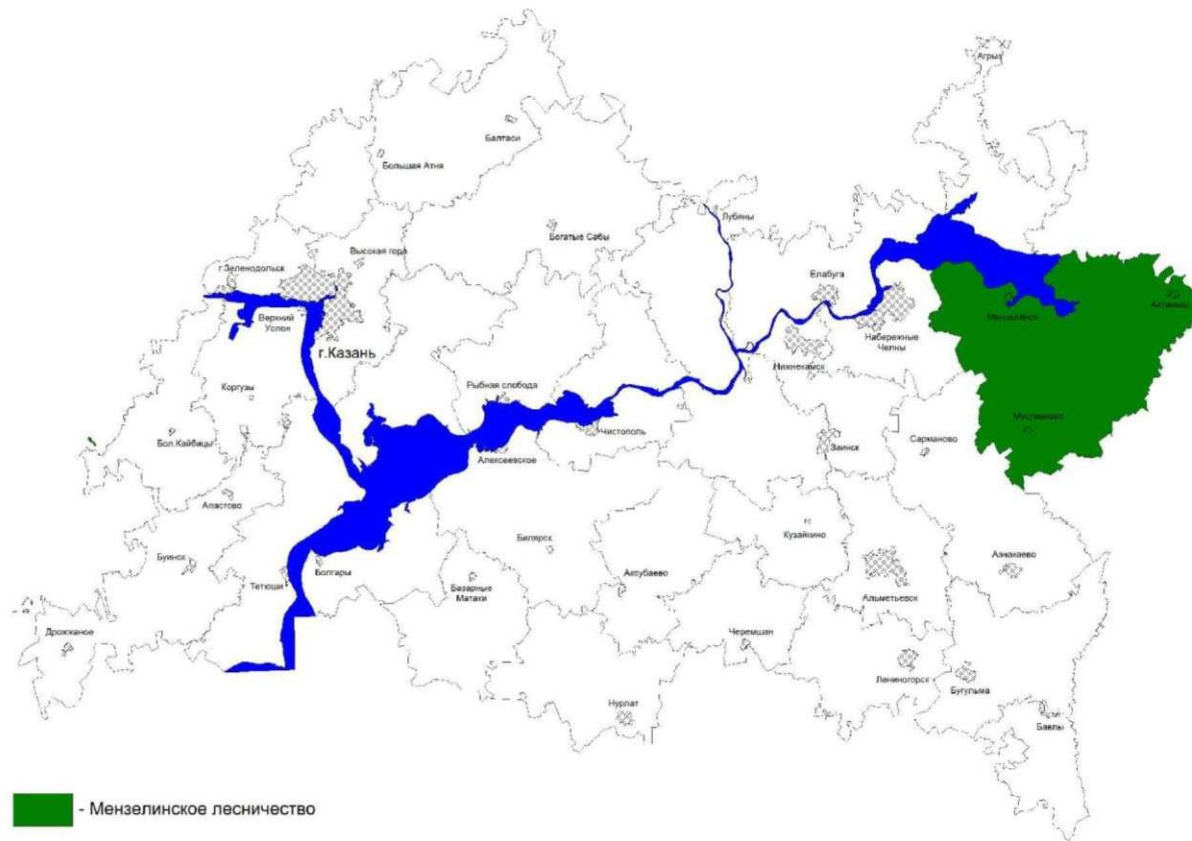 Агрыз
Балтаси
Большая Атня
Лубяны
Богатые Сабы
Высокая гора
г.Зеленодольск
Елабуга
Актаныш
Мензелинск
Верхний
Услон
Набережные
Челны
г.Казань
Нижнекамск
Рыбная слобода
Коргузы
Муслюмово
Чистополь
Бол.Кайбицы
Заинск
Сарманово
Алексеевское
Апастово
Билярск
Кузайкино
Буинск
Азнакаево
Болгары
Аксубаево
Тетюши
Базарные
Матаки
Альметьевск
Дрожжаное
Черемшан
Лениногорск
Бугульма
Нурлат
Бавлы
- Мензелинское лесничество